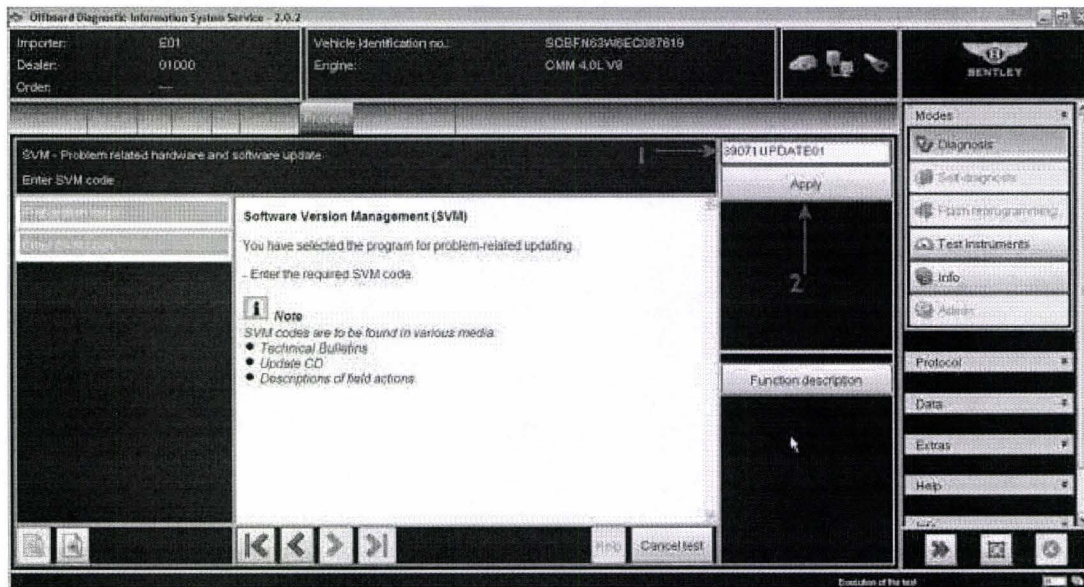 Offboard Diagnostic Information System Service - 2.0.2
Importer: E01
Dealer: 01000
Order: ---
Vehicle Identification no.:
Engine: CMM 4.0L V8
BENTLEY
SVM - Problem related hardware and software update
Enter SVM code
1
39071UPDATE01
Apply
2
Software Version Management (SVM)
You have selected the program for problem-related updating.
- Enter the required SVM code.
i Note
SVM codes are to be found in various media:
• Technical Bulletins
• Update CD
• Descriptions of field actions
Function description
Modes
Diagnosis
Self-diagnosis
Flash reprogramming
Test instruments
Info
Admin
Protocol
Data
Extras
Help
Help
Cancel test
Execution of the test